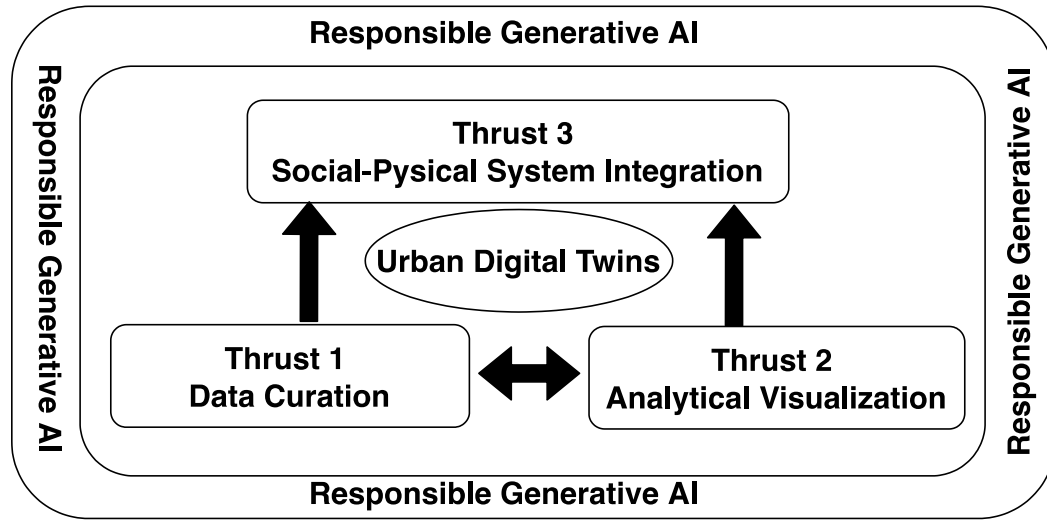 Responsible Generative AI
Responsible Generative AI
Responsible Generative AI
Thrust 3
Social-Pysical System Integration
Urban Digital Twins
Thrust 1
Data Curation
Thrust 2
Analytical Visualization
Responsible Generative AI